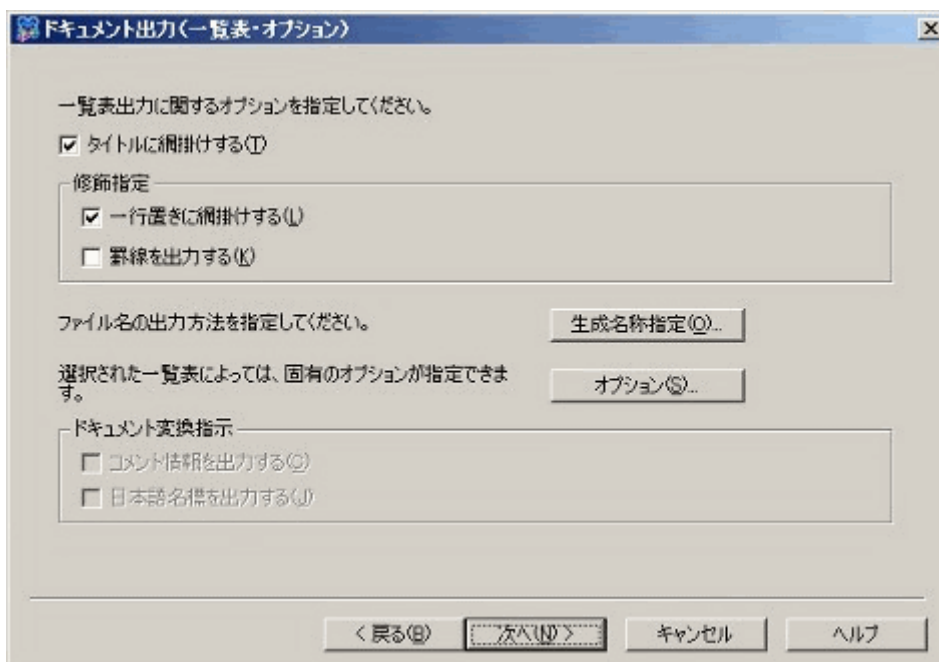 ドキュメント出力(一覧表・オプション)
一覧表出力に関するオプションを指定してください。
タイトルに網掛けする(T)
修飾指定
一行置きに網掛けする(L)
罫線を出力する(K)
ファイル名の出力方法を指定してください。
生成名称指定(O)...
選択された一覧表によっては、固有のオプションが指定できま
す。
オプション(S)...
ドキュメント変換指示
コメント情報を出力する(C)
日本語名標を出力する(J)
< 戻る(B)
次へ(N) >
キャンセル
ヘルプ